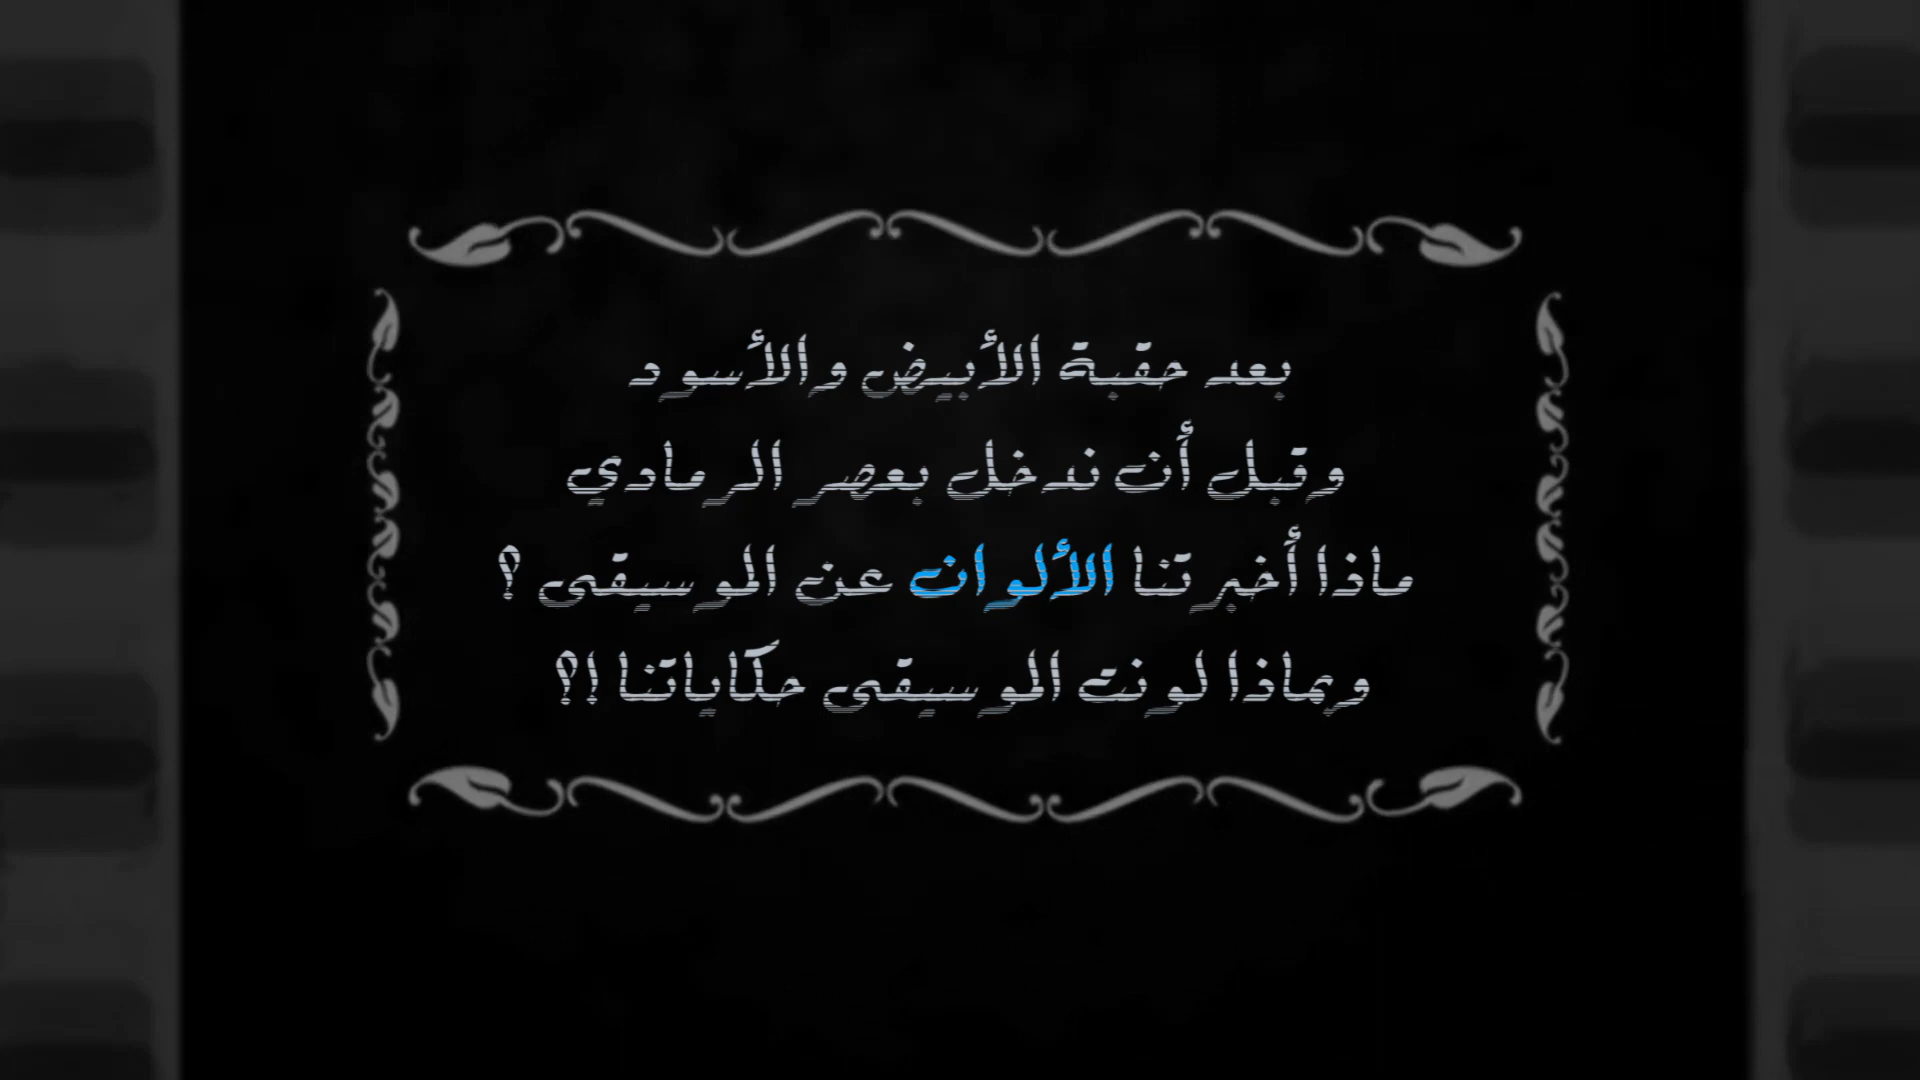 بعد حقبة الأبيض والأسود
وقبل أن ندخل بعصر الرمادي
ماذا أخبرتنا الألوان عن الموسيقى ؟
وبماذا لونت الموسيقى حكاياتنا !؟